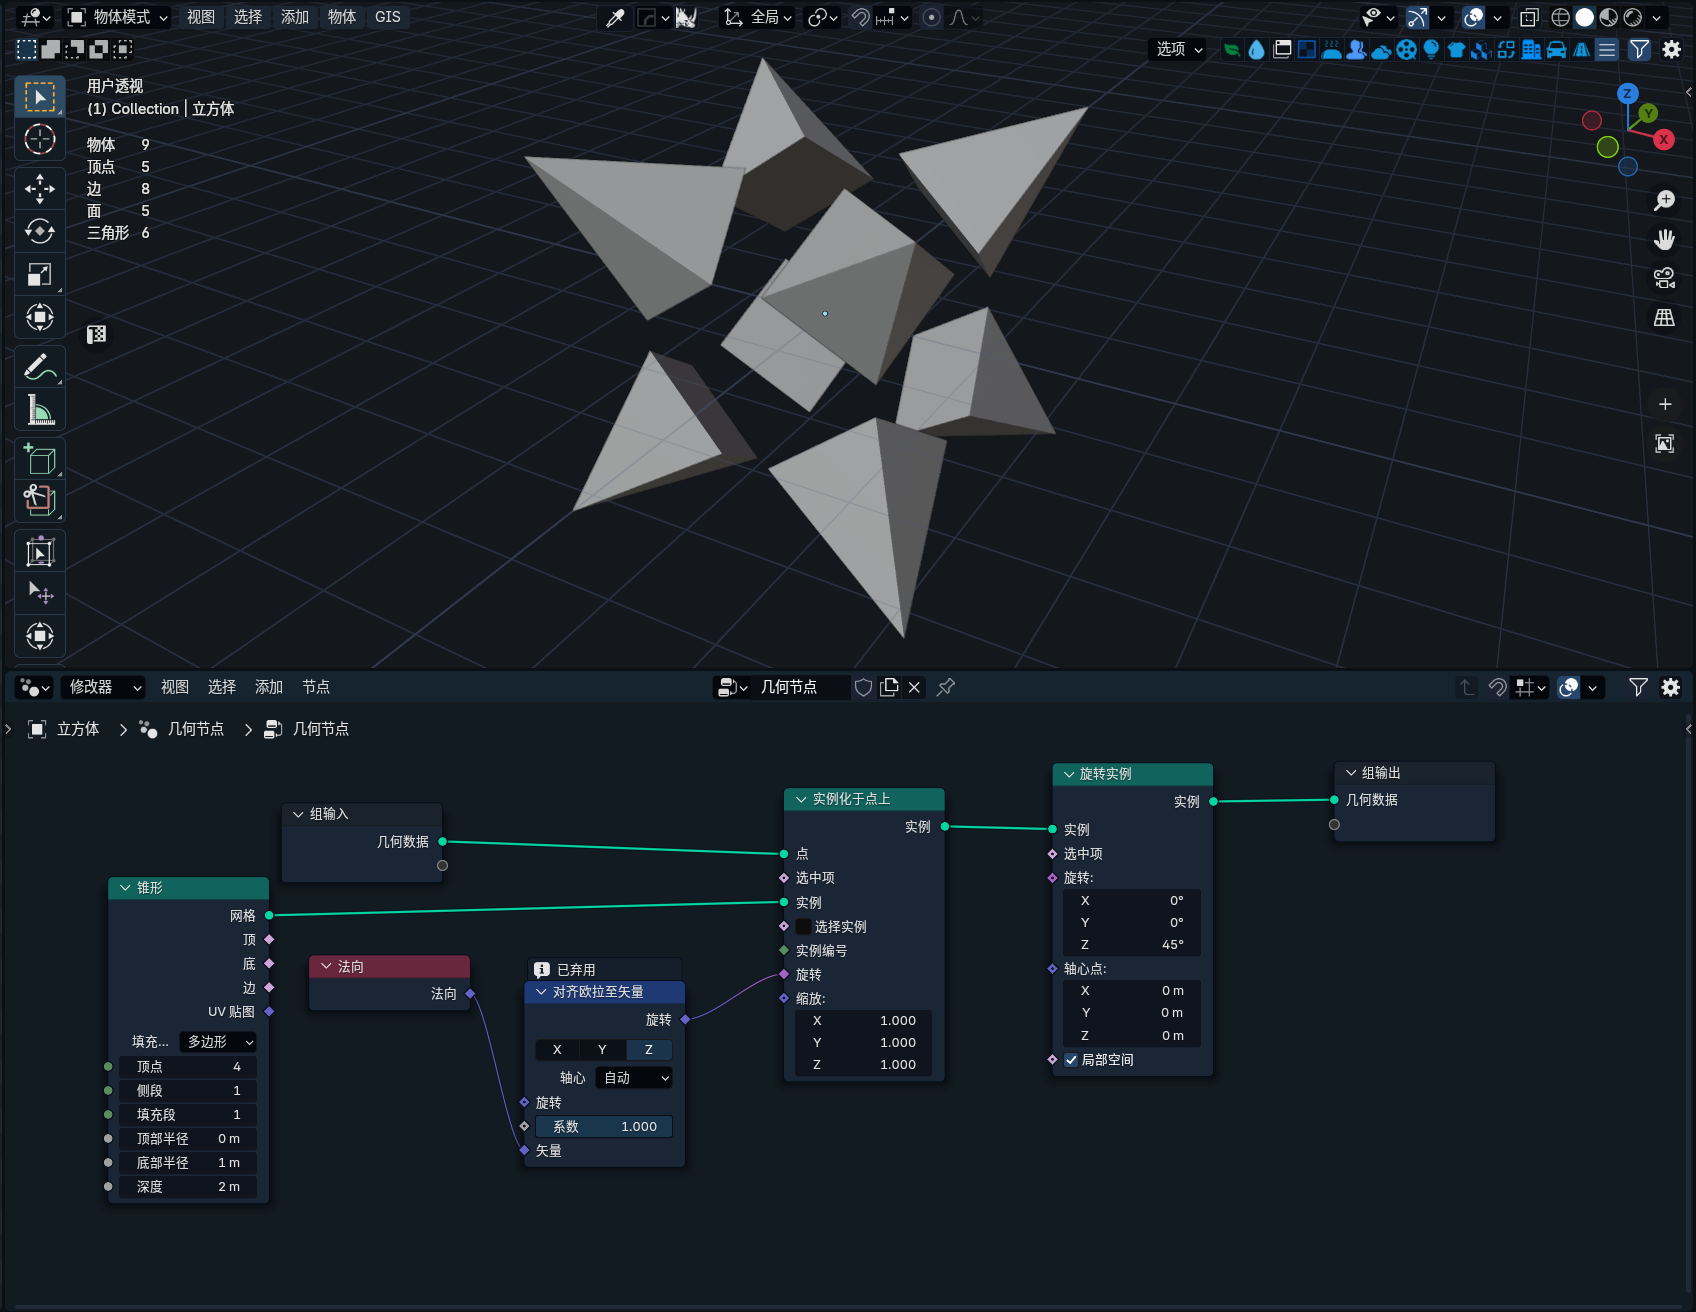 物体模式 视图 选择 添加 物体 GIS 全局
选项
用户透视
(1) Collection | 立方体
物体 9
顶点 5
边 8
面 5
三角形 6
Z
Y
X
修改器 视图 选择 添加 节点 几何节点
立方体 几何节点 几何节点
组输入
几何数据
锥形
网格
顶
底
边
UV 贴图
填充... 多边形
顶点 4
侧段 1
填充段 1
顶部半径 0 m
底部半径 1 m
深度 2 m
法向
法向
已弃用
对齐欧拉至矢量
旋转
X Y Z
轴心 自动
旋转
系数 1.000
矢量
实例化于点上
实例
点
选中项
实例
选择实例
实例编号
旋转
缩放:
X 1.000
Y 1.000
Z 1.000
旋转实例
实例
实例
选中项
旋转:
X 0°
Y 0°
Z 45°
轴心点:
X 0 m
Y 0 m
Z 0 m
局部空间
组输出
几何数据